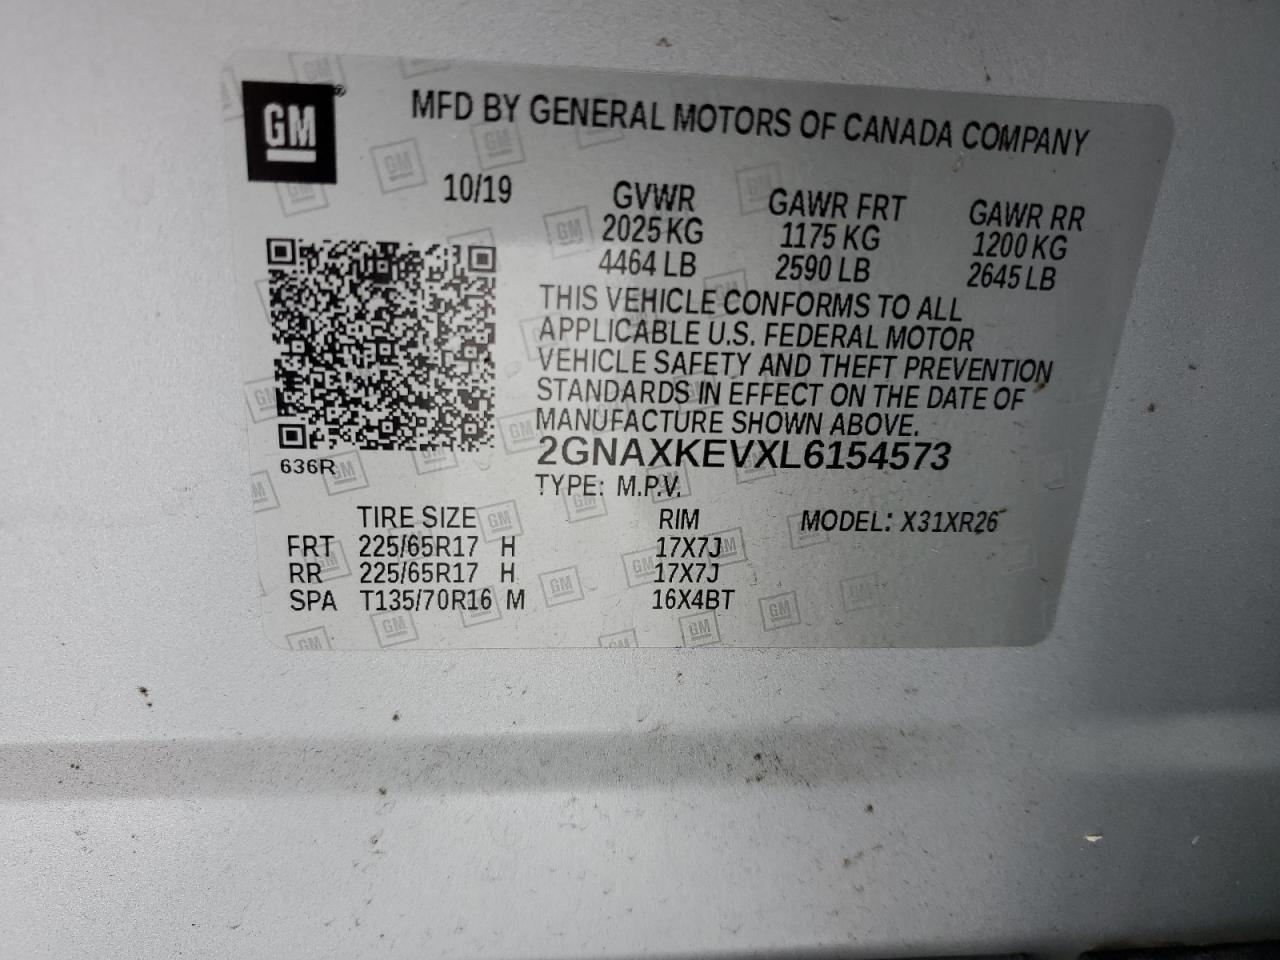 GM
MFD BY GENERAL MOTORS OF CANADA COMPANY
10/19 GVWR GAWR FRT GAWR RR
2025 KG 1175 KG 1200 KG
4464 LB 2590 LB 2645 LB
THIS VEHICLE CONFORMS TO ALL
APPLICABLE U.S. FEDERAL MOTOR
VEHICLE SAFETY AND THEFT PREVENTION
STANDARDS IN EFFECT ON THE DATE OF
MANUFACTURE SHOWN ABOVE.
2GNAXKEVXL6154573
636R
TYPE: M.P.V.
TIRE SIZE RIM MODEL: X31XR26
FRT 225/65R17 H 17X7J
RR 225/65R17 H 17X7J
SPA T135/70R16 M 16X4BT